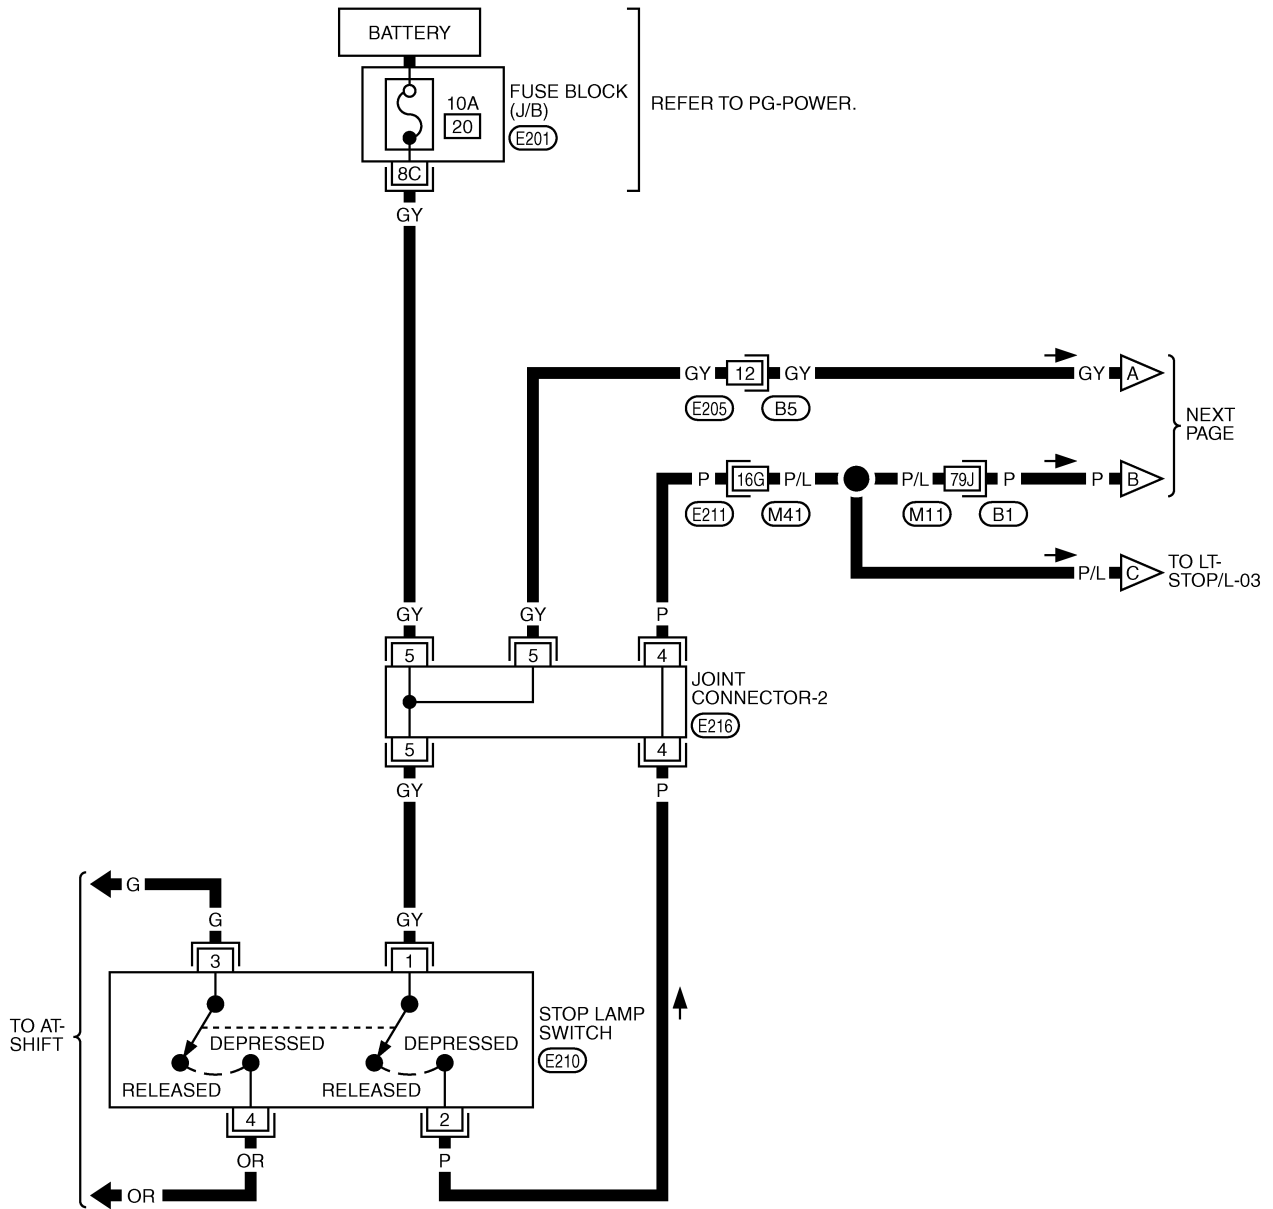 BATTERY
10A
20
FUSE BLOCK
(J/B)
E201
REFER TO PG-POWER.
8C
GY
GY
12
GY
GY
A
E205
B5
NEXT
PAGE
P
16G
P/L
P/L
79J
P
P
B
E211
M41
M11
B1
P/L
C
TO LT-
STOP/L-03
GY
GY
P
5
5
4
JOINT
CONNECTOR-2
E216
5
4
GY
P
G
G
GY
3
1
TO AT-
SHIFT
STOP LAMP
SWITCH
E210
DEPRESSED
DEPRESSED
RELEASED
RELEASED
4
2
OR
P
OR